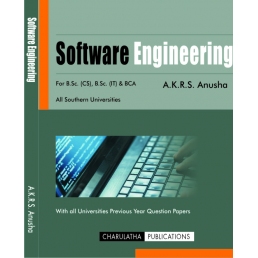 Software Engineering
A.K.R.S. Anusha
Software Engineering
For B.Sc. (CS), B.Sc. (IT) & BCA
A.K.R.S. Anusha
All Southern Universities
With all Universities Previous Year Question Papers
CHARULATHA PUBLICATIONS